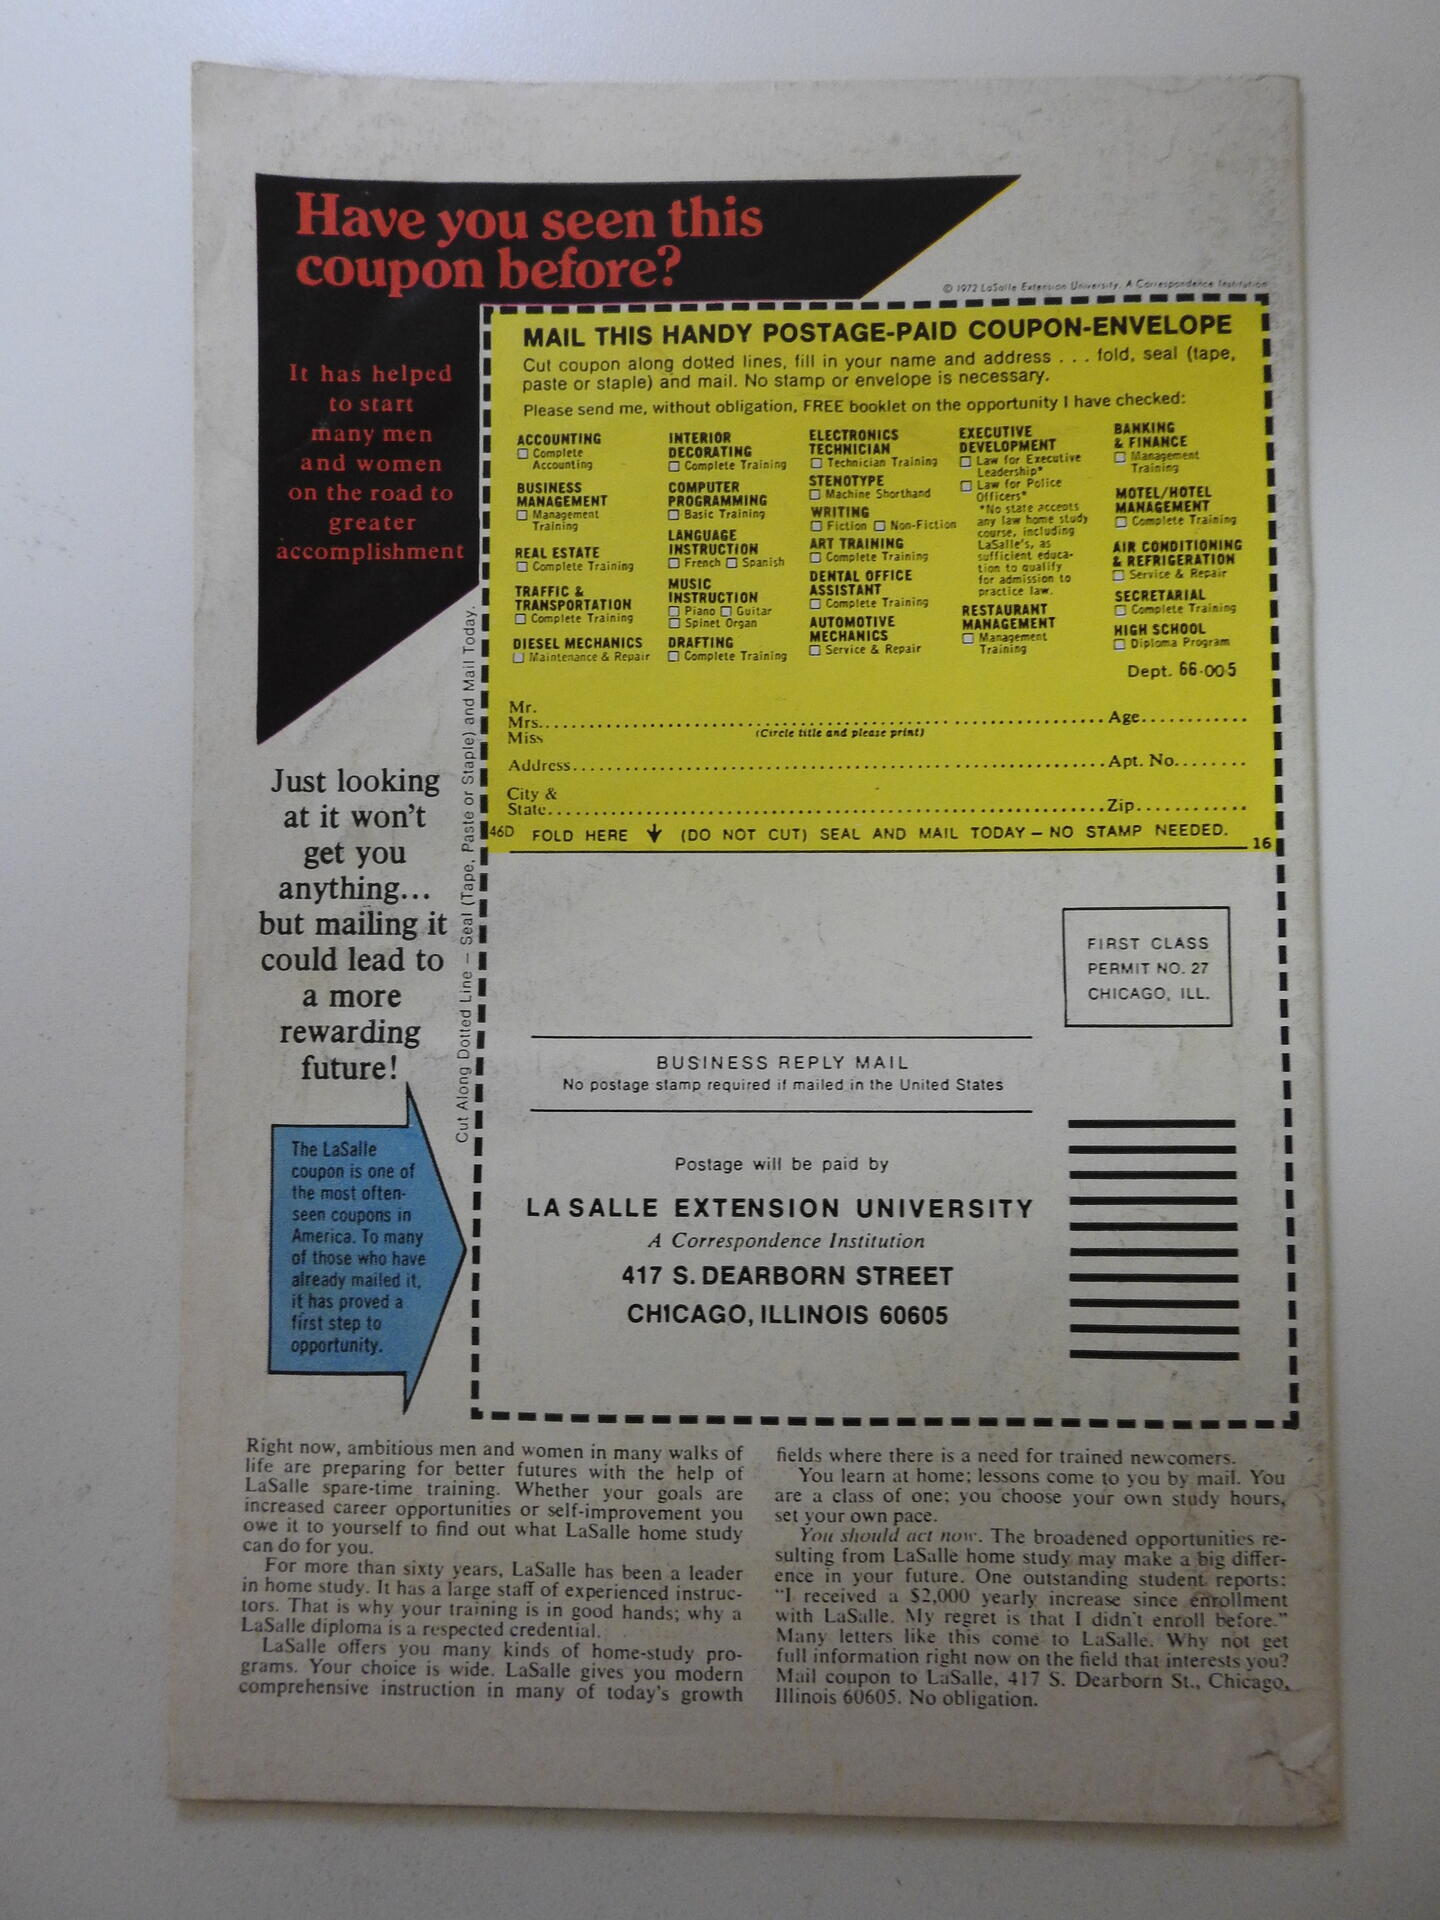 Have you seen this
coupon before?
© 1972 LaSalle Extension University, A Correspondence Institution
It has helped
to start
many men
and women
on the road to
greater
accomplishment
Just looking
at it won't
get you
anything...
but mailing it
could lead to
a more
rewarding
future!
The LaSalle
coupon is one of
the most often-
seen coupons in
America. To many
of those who have
already mailed it,
it has proved a
first step to
opportunity.
Cut Along Dotted Line — Seal (Tape, Paste or Staple) and Mail Today.
MAIL THIS HANDY POSTAGE-PAID COUPON-ENVELOPE
Cut coupon along dotted lines, fill in your name and address . . . fold, seal (tape,
paste or staple) and mail. No stamp or envelope is necessary.
Please send me, without obligation, FREE booklet on the opportunity I have checked:
ACCOUNTING
☐ Complete
Accounting
BUSINESS
MANAGEMENT
☐ Management
Training
REAL ESTATE
☐ Complete Training
TRAFFIC &
TRANSPORTATION
☐ Complete Training
DIESEL MECHANICS
☐ Maintenance & Repair
INTERIOR
DECORATING
☐ Complete Training
COMPUTER
PROGRAMMING
☐ Basic Training
LANGUAGE
INSTRUCTION
☐ French ☐ Spanish
MUSIC
INSTRUCTION
☐ Piano ☐ Guitar
☐ Spinet Organ
DRAFTING
☐ Complete Training
ELECTRONICS
TECHNICIAN
☐ Technician Training
STENOTYPE
☐ Machine Shorthand
WRITING
☐ Fiction ☐ Non-Fiction
ART TRAINING
☐ Complete Training
DENTAL OFFICE
ASSISTANT
☐ Complete Training
AUTOMOTIVE
MECHANICS
☐ Service & Repair
EXECUTIVE
DEVELOPMENT
☐ Law for Executive
Leadership*
☐ Law for Police
Officers*
*No state accepts
any law home study
course, including
LaSalle's, as
sufficient educa-
tion to qualify
for admission to
practice law.
RESTAURANT
MANAGEMENT
☐ Management
Training
BANKING
& FINANCE
☐ Management
Training
MOTEL/HOTEL
MANAGEMENT
☐ Complete Training
AIR CONDITIONING
& REFRIGERATION
☐ Service & Repair
SECRETARIAL
☐ Complete Training
HIGH SCHOOL
☐ Diploma Program
Dept. 66-005
Mr.
Mrs. Age
Miss
(Circle title and please print)
Address Apt. No.
City &
State Zip
46D FOLD HERE ↓ (DO NOT CUT) SEAL AND MAIL TODAY — NO STAMP NEEDED.
16
FIRST CLASS
PERMIT NO. 27
CHICAGO, ILL.
BUSINESS REPLY MAIL
No postage stamp required if mailed in the United States
Postage will be paid by
LA SALLE EXTENSION UNIVERSITY
A Correspondence Institution
417 S. DEARBORN STREET
CHICAGO, ILLINOIS 60605
Right now, ambitious men and women in many walks of
life are preparing for better futures with the help of
LaSalle spare-time training. Whether your goals are
increased career opportunities or self-improvement you
owe it to yourself to find out what LaSalle home study
can do for you.
For more than sixty years, LaSalle has been a leader
in home study. It has a large staff of experienced instruc-
tors. That is why your training is in good hands; why a
LaSalle diploma is a respected credential.
LaSalle offers you many kinds of home-study pro-
grams. Your choice is wide. LaSalle gives you modern
comprehensive instruction in many of today's growth
fields where there is a need for trained newcomers.
You learn at home; lessons come to you by mail. You
are a class of one; you choose your own study hours,
set your own pace.
You should act now. The broadened opportunities re-
sulting from LaSalle home study may make a big differ-
ence in your future. One outstanding student reports:
"I received a $2,000 yearly increase since enrollment
with LaSalle. My regret is that I didn't enroll before."
Many letters like this come to LaSalle. Why not get
full information right now on the field that interests you?
Mail coupon to LaSalle, 417 S. Dearborn St., Chicago,
Illinois 60605. No obligation.